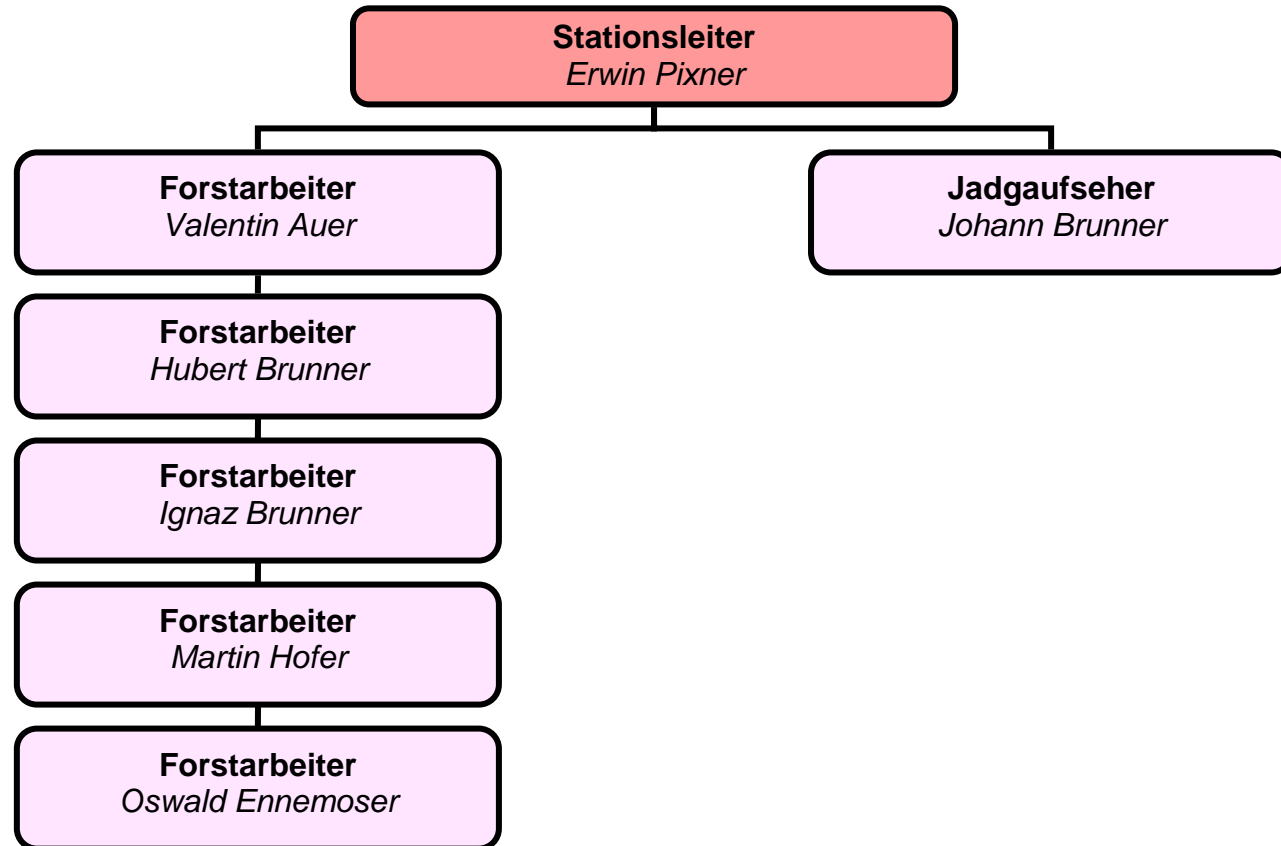 Stationsleiter
Erwin Pixner
Forstarbeiter
Valentin Auer
Jadgaufseher
Johann Brunner
Forstarbeiter
Hubert Brunner
Forstarbeiter
Ignaz Brunner
Forstarbeiter
Martin Hofer
Forstarbeiter
Oswald Ennemoser